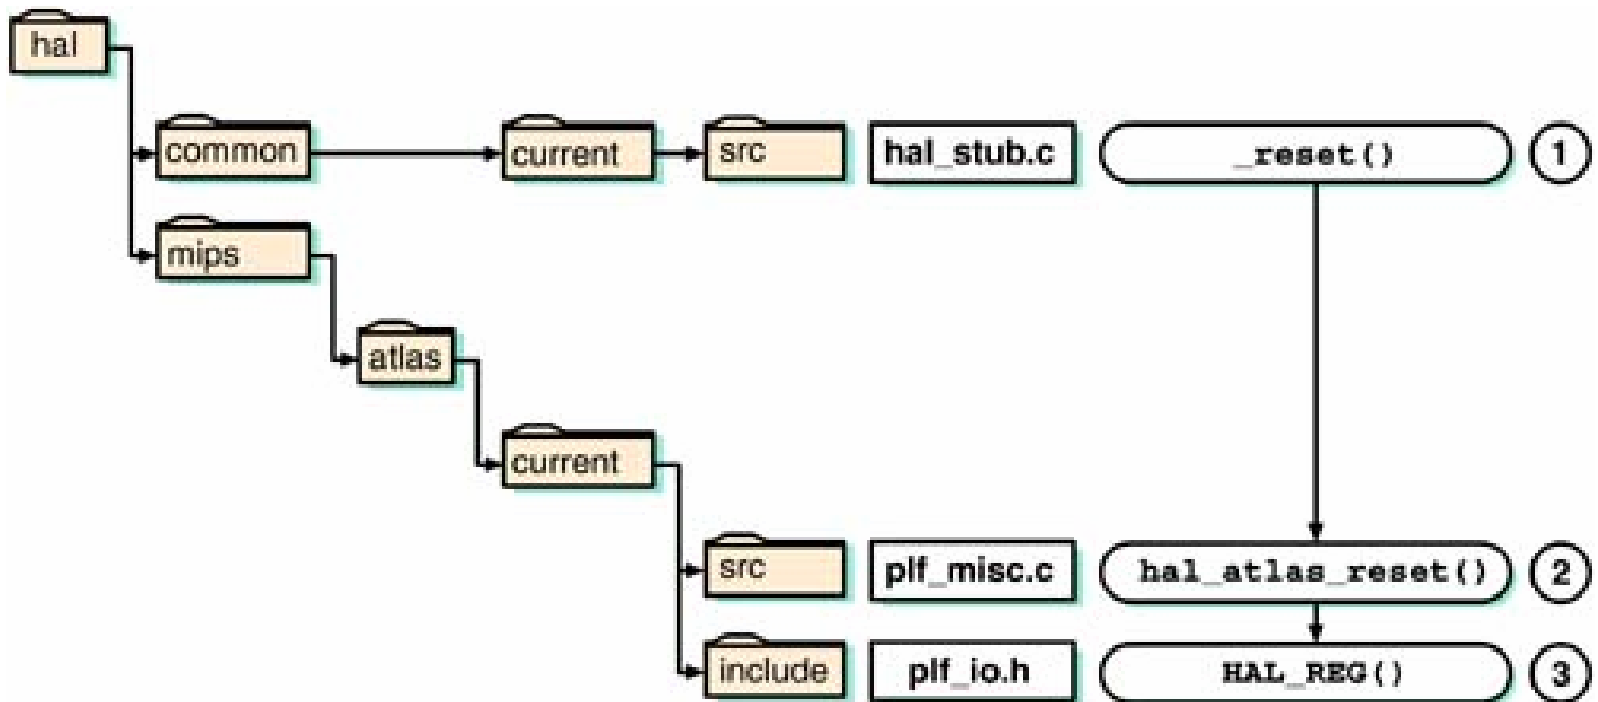 hal
common current src hal_stub.c _reset() 1
mips
atlas
current
src plf_misc.c hal_atlas_reset() 2
include plf_io.h HAL_REG() 3